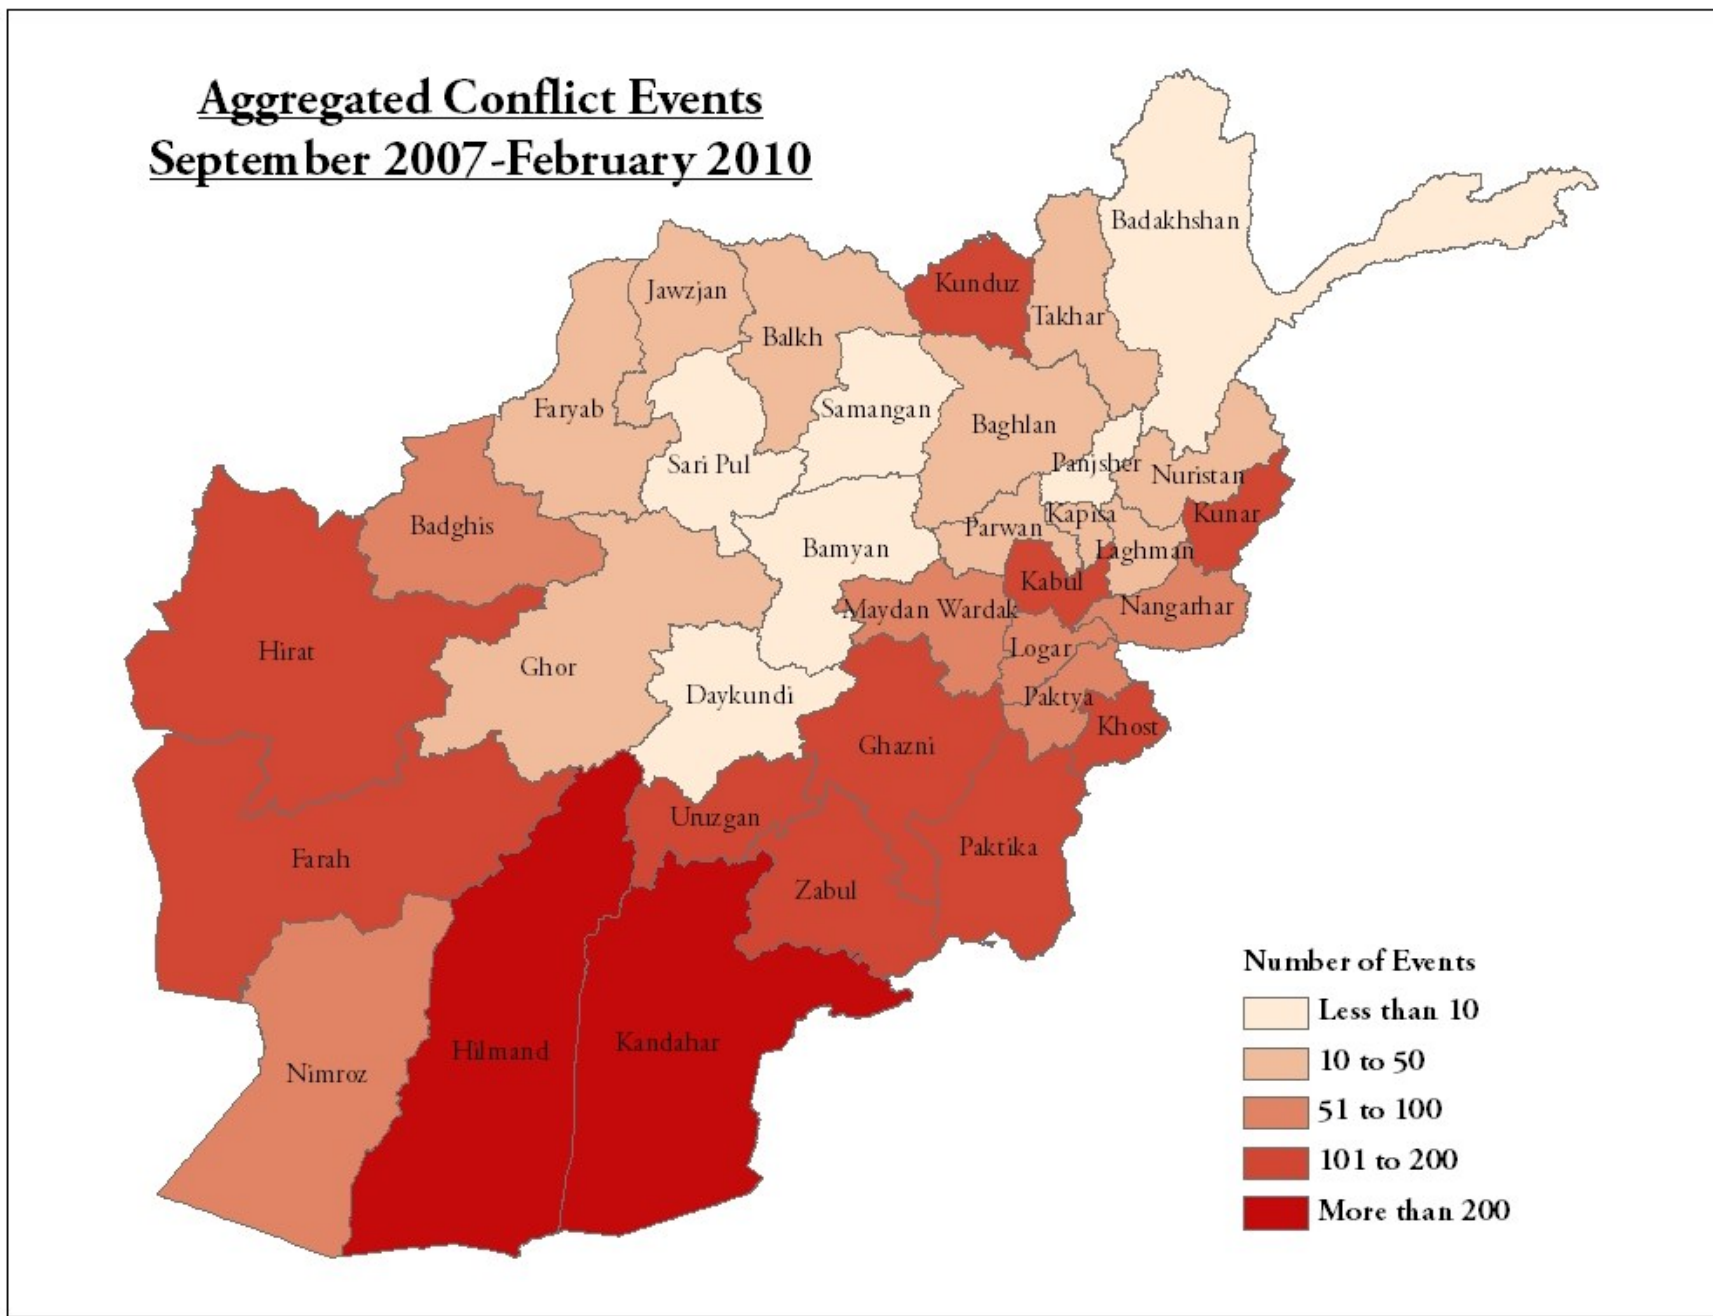 Aggregated Conflict Events
September 2007-February 2010
Badakhshan
Kunduz
Jawzjan
Takhar
Balkh
Faryab
Samangan
Baghlan
Sari Pul
Panjsher
Nuristan
Badghis
Parwan
Kapisa
Kunar
Bamyan
Laghman
Kabul
Maydan Wardak
Nangarhar
Hirat
Ghor
Logar
Daykundi
Paktya
Khost
Ghazni
Uruzgan
Farah
Paktika
Zabul
Hilmand
Kandahar
Nimroz
Number of Events
Less than 10
10 to 50
51 to 100
101 to 200
More than 200